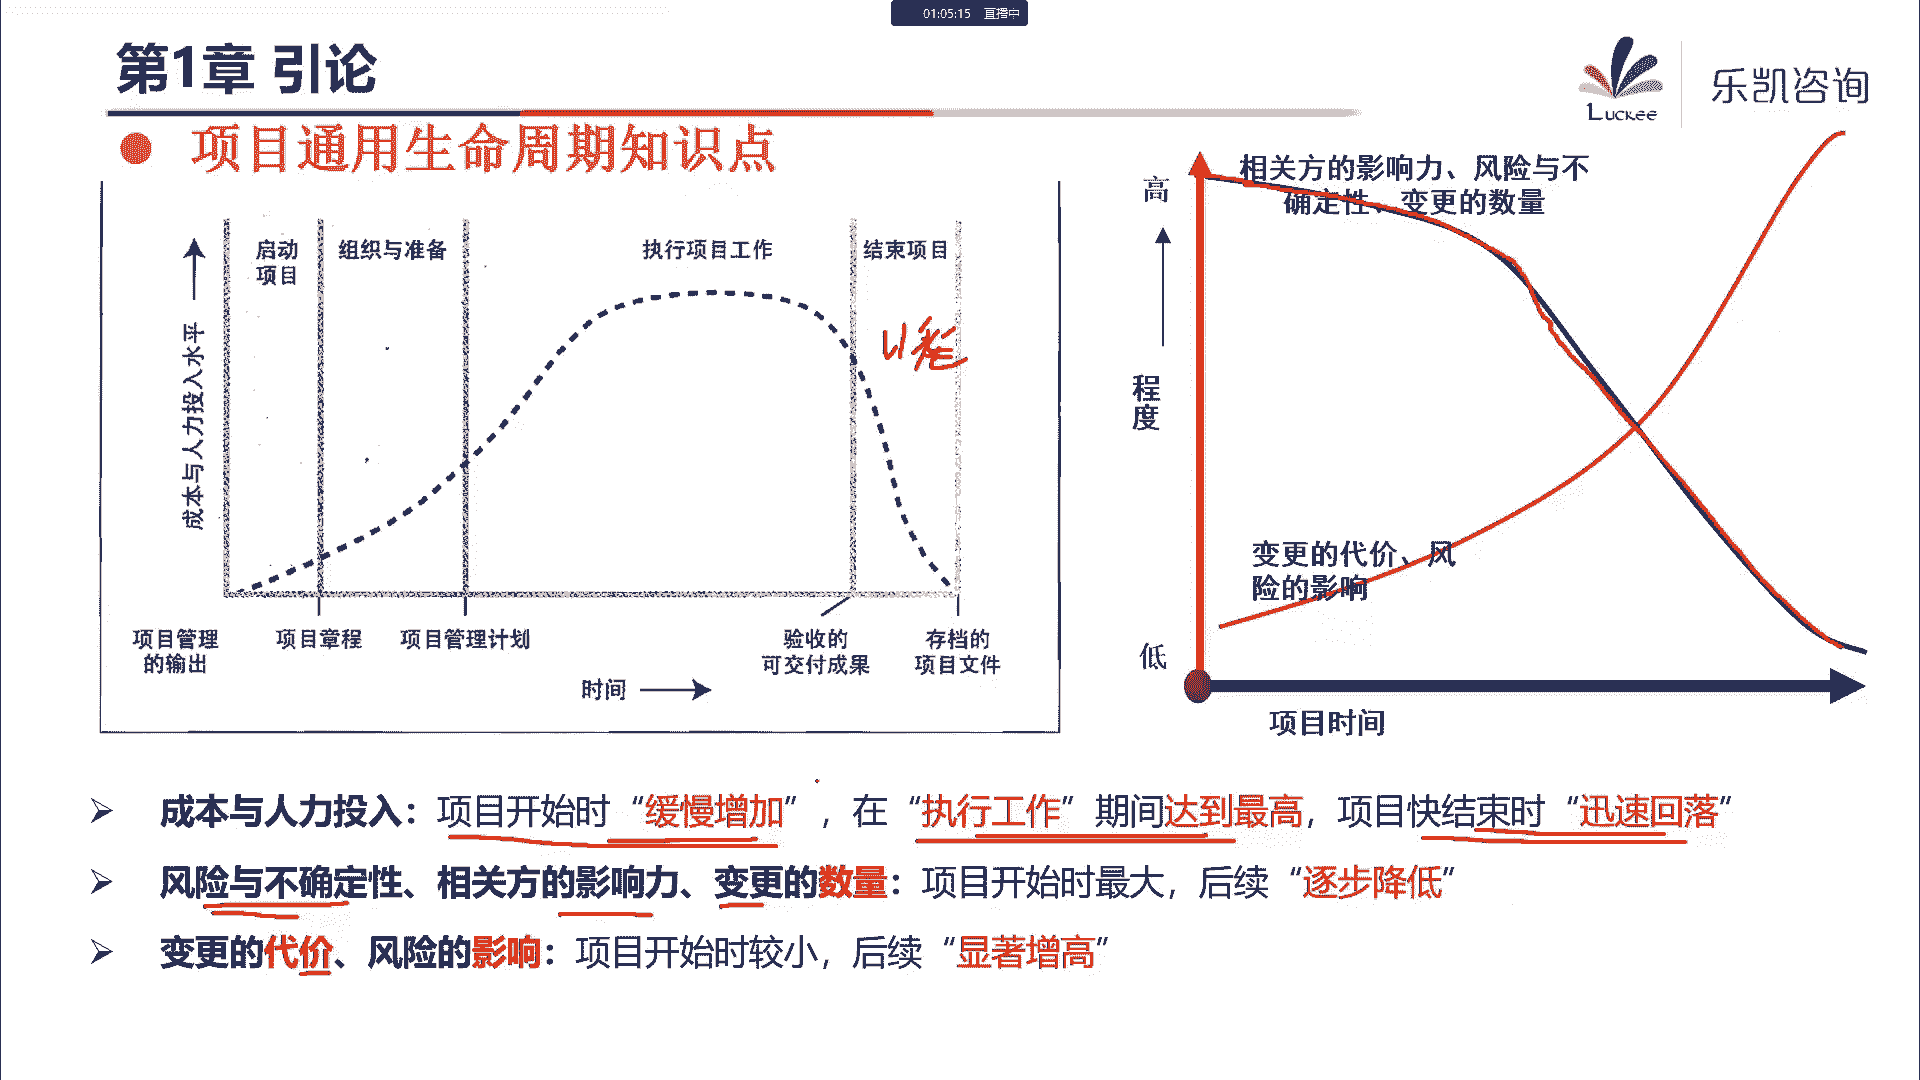 01:05:15 直播中
第1章 引论
Luckee
乐凯咨询
● 项目通用生命周期知识点
成本与人力投入水平
启动
项目
组织与准备
执行项目工作
结束项目
项目管理
的输出
项目章程
项目管理计划
验收的
可交付成果
存档的
项目文件
时间
高
程
度
低
相关方的影响力、风险与不
确定性、变更的数量
变更的代价、风
险的影响
项目时间
成本与人力投入：项目开始时“缓慢增加”，在“执行工作”期间达到最高，项目快结束时“迅速回落”
风险与不确定性、相关方的影响力、变更的数量：项目开始时最大，后续“逐步降低”
变更的代价、风险的影响：项目开始时较小，后续“显著增高”